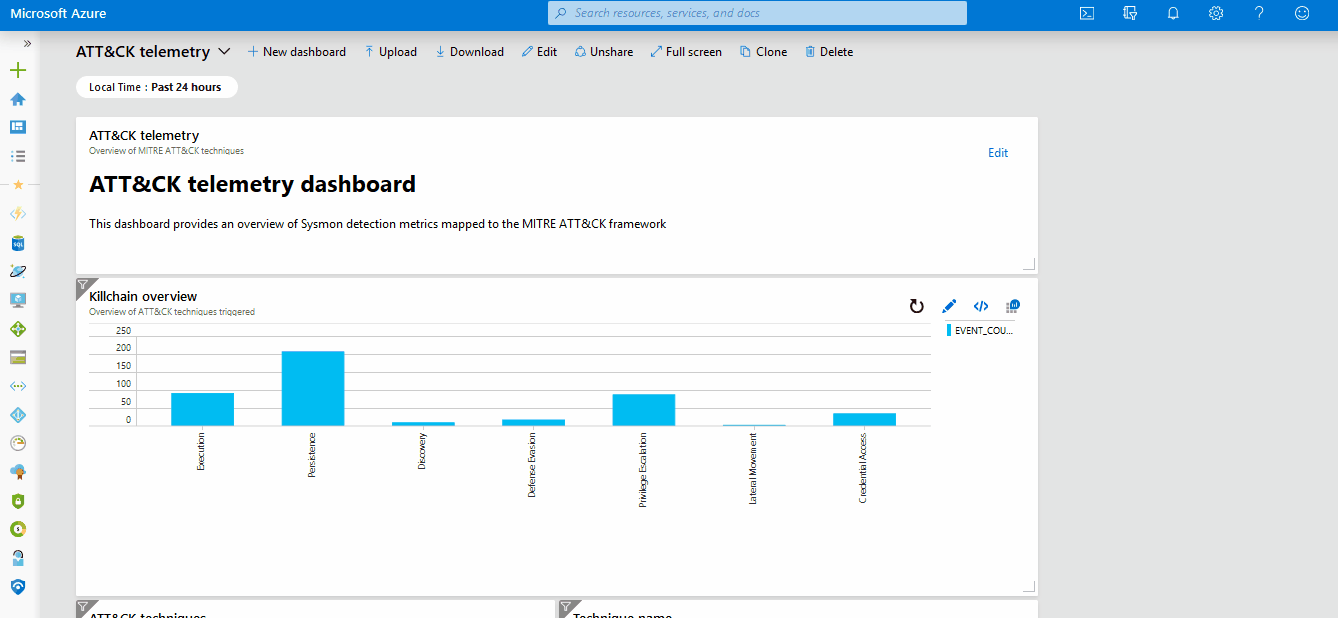 Microsoft Azure
Search resources, services, and docs
ATT&CK telemetry
New dashboard
Upload
Download
Edit
Unshare
Full screen
Clone
Delete
Local Time : Past 24 hours
ATT&CK telemetry
Overview of MITRE ATT&CK techniques
Edit
ATT&CK telemetry dashboard
This dashboard provides an overview of Sysmon detection metrics mapped to the MITRE ATT&CK framework
Killchain overview
Overview of ATT&CK techniques triggered
EVENT_COU...
250
200
150
100
50
0
Execution
Persistence
Discovery
Defense Evasion
Privilege Escalation
Lateral Movement
Credential Access
SQL
ATT&CK techniques
Technique name